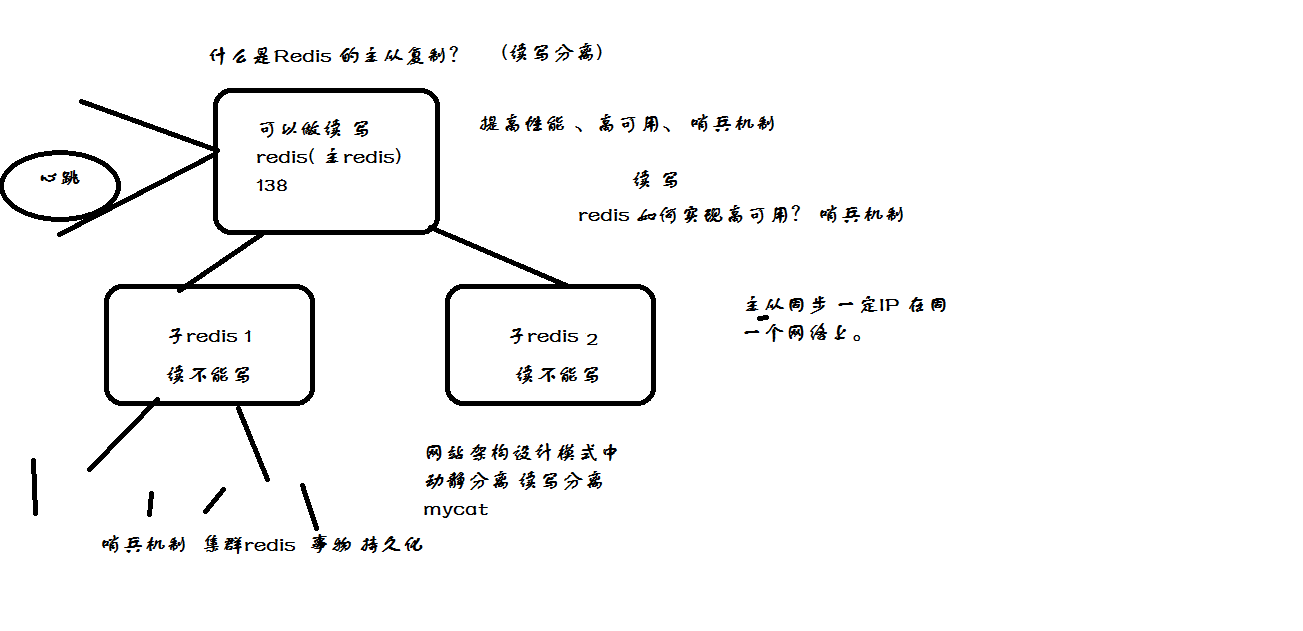 什么是Redis 的主从复制? (续写分离)
可以做续 写
redis( 主redis)
138
提高性能 、高可用、 哨兵机制
心跳
续 写
redis 如何实现高可用? 哨兵机制
子redis 1
续不能写
子redis 2
续不能写
主从同步 一定IP 在同
一个网络上。
网站架构设计模式中
动静分离 续写分离
mycat
哨兵机制 集群redis 事物 持久化